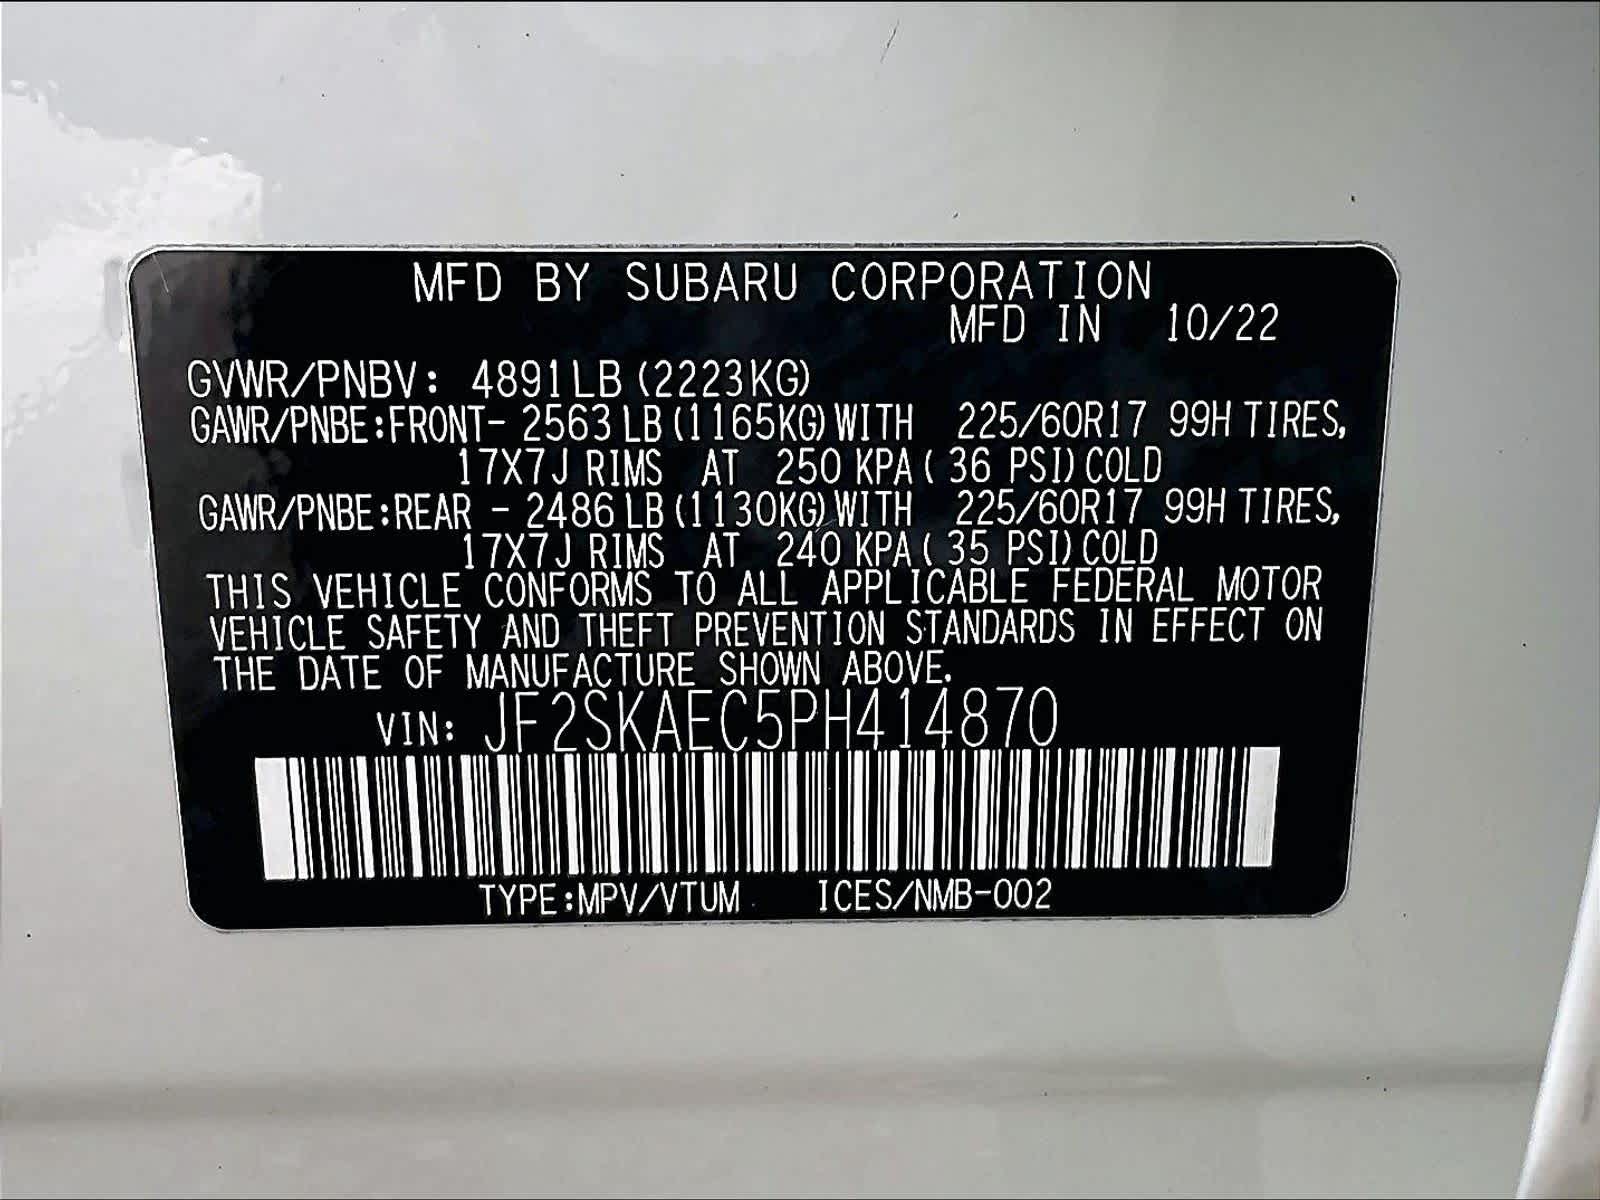 MFD BY SUBARU CORPORATION
MFD IN 10/22
GVWR/PNBV: 4891LB (2223KG)
GAWR/PNBE:FRONT- 2563 LB (1165KG) WITH 225/60R17 99H TIRES,
17X7J RIMS AT 250 KPA ( 36 PSI) COLD
GAWR/PNBE:REAR - 2486 LB (1130KG) WITH 225/60R17 99H TIRES,
17X7J RIMS AT 240 KPA ( 35 PSI) COLD
THIS VEHICLE CONFORMS TO ALL APPLICABLE FEDERAL MOTOR
VEHICLE SAFETY AND THEFT PREVENTION STANDARDS IN EFFECT ON
THE DATE OF MANUFACTURE SHOWN ABOVE.
VIN: JF2SKAEC5PH414870
TYPE:MPV/VTUM ICES/NMB-002